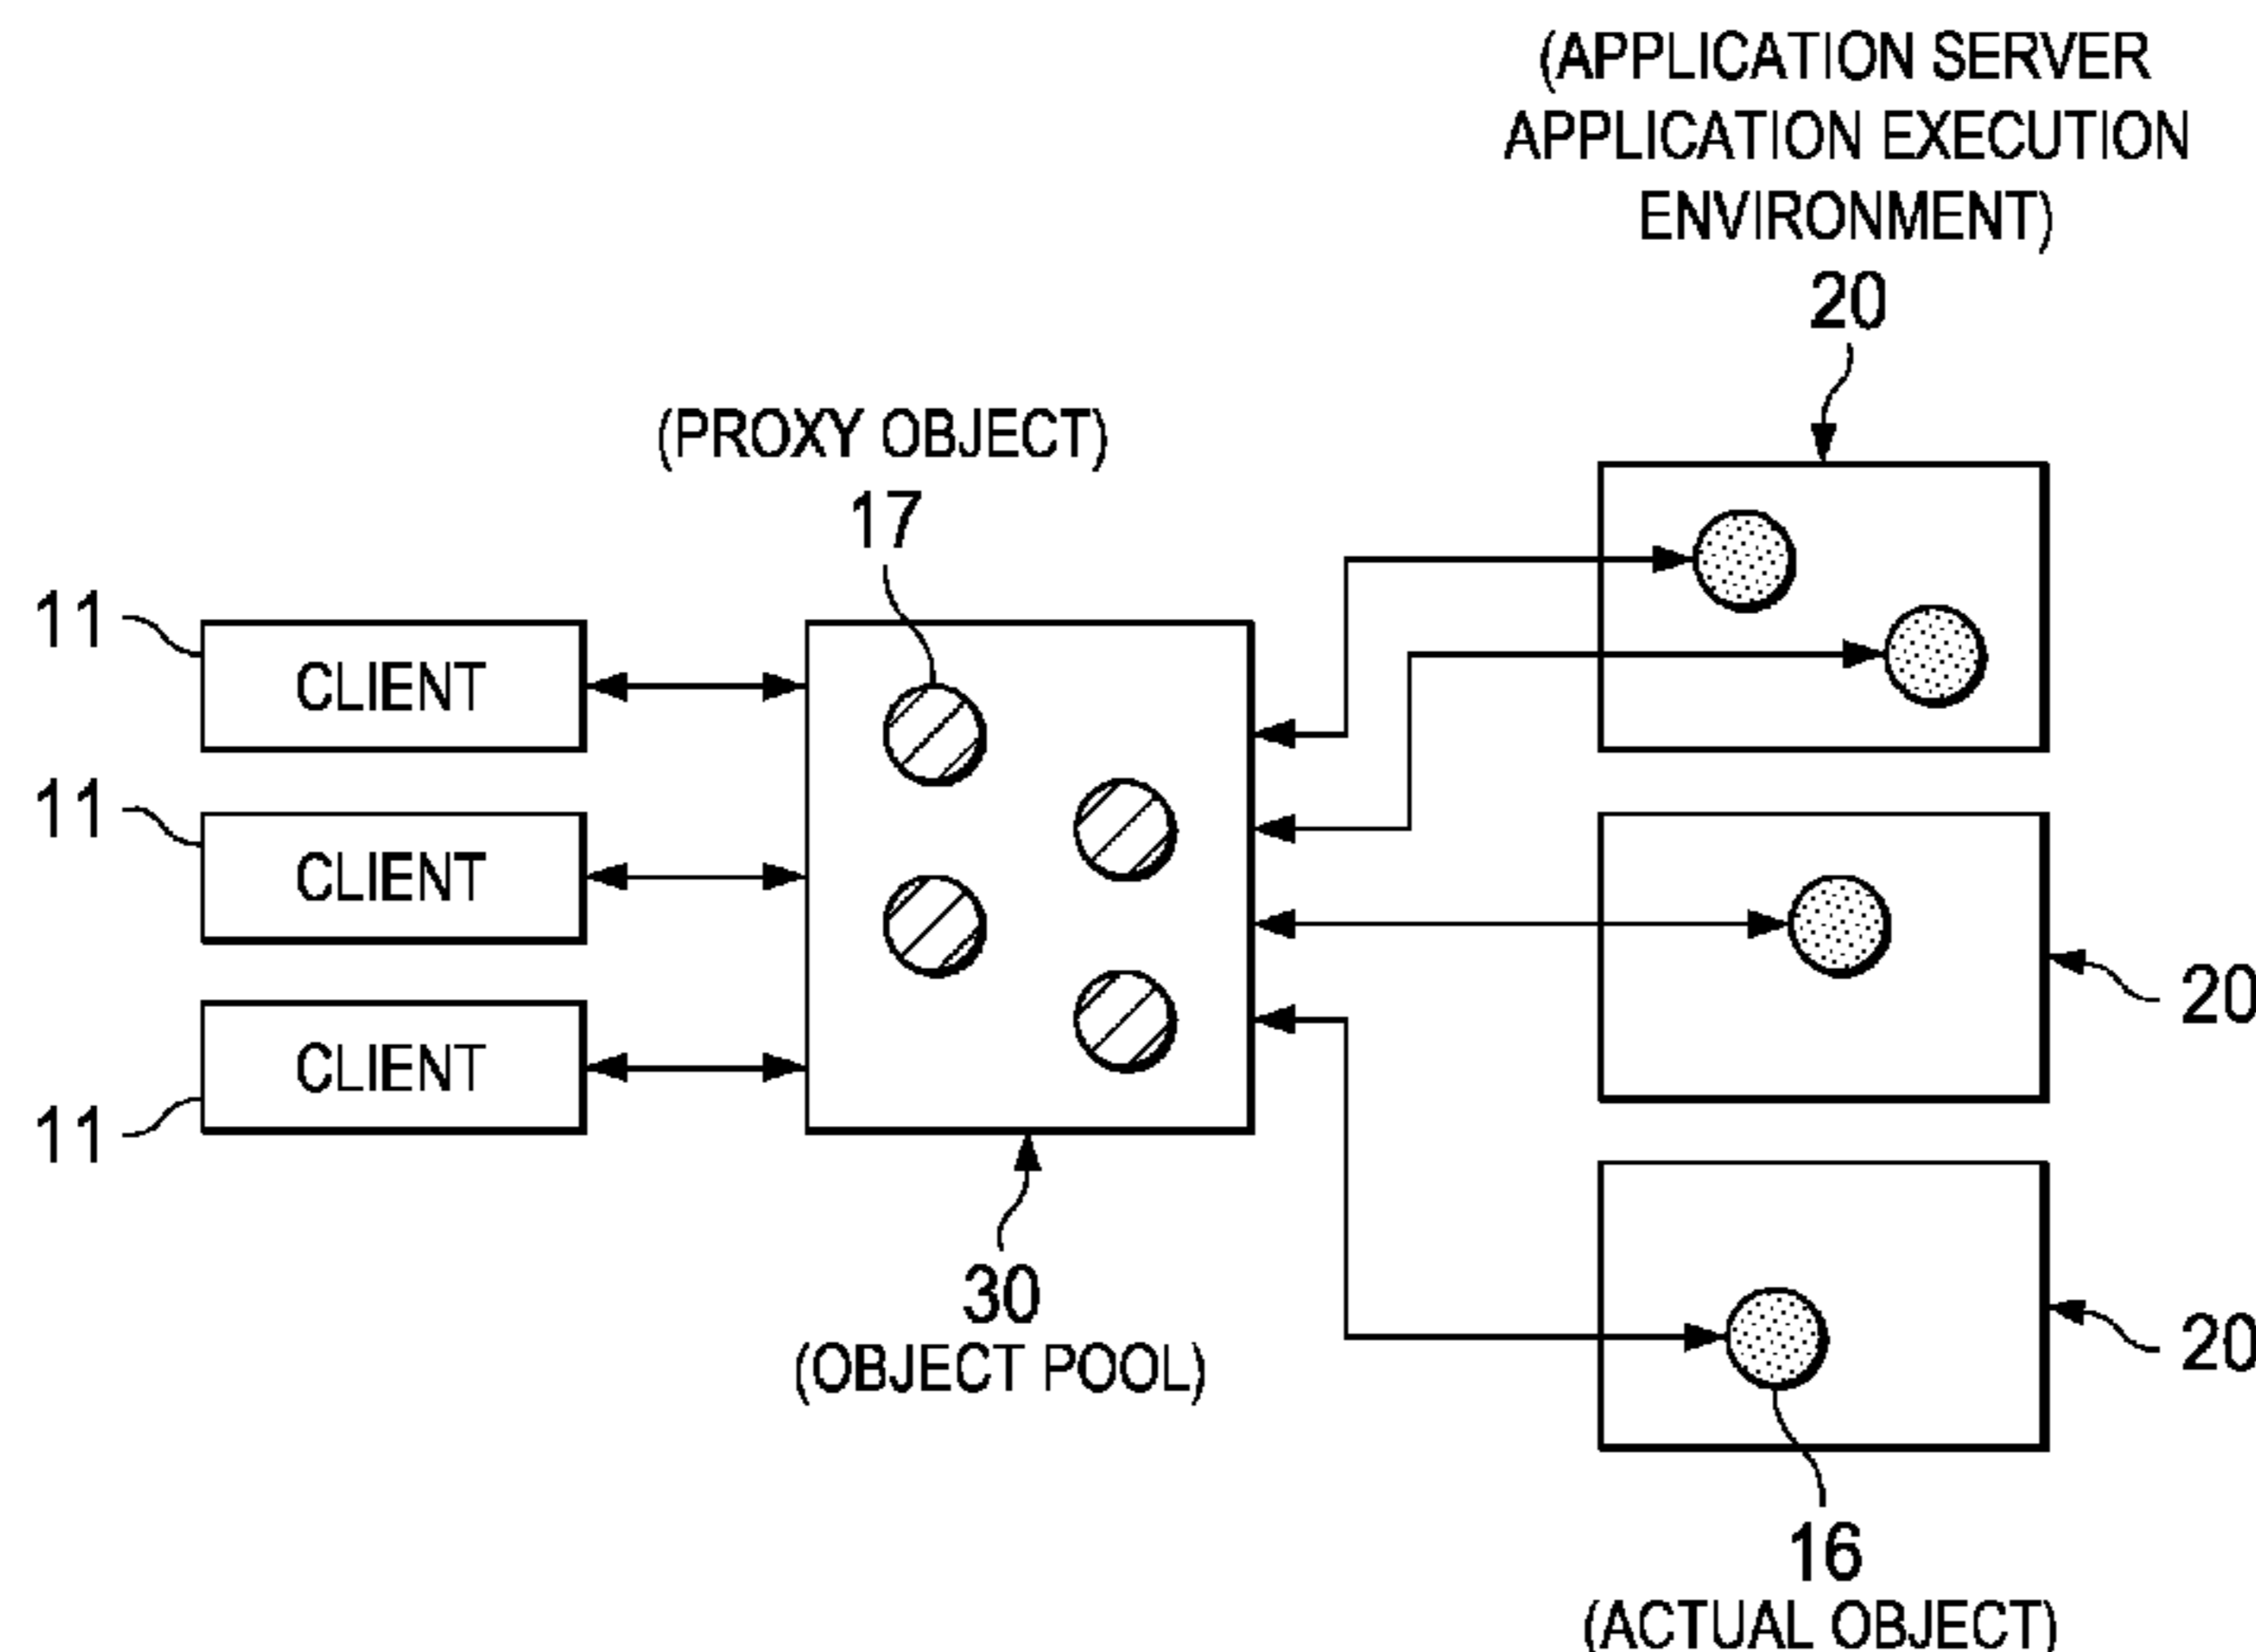 (APPLICATION SERVER
APPLICATION EXECUTION
ENVIRONMENT)
20
(PROXY OBJECT)
17
11
CLIENT
11
CLIENT
20
CLIENT
11
30
(OBJECT POOL)
20
16
(ACTUAL OBJECT)